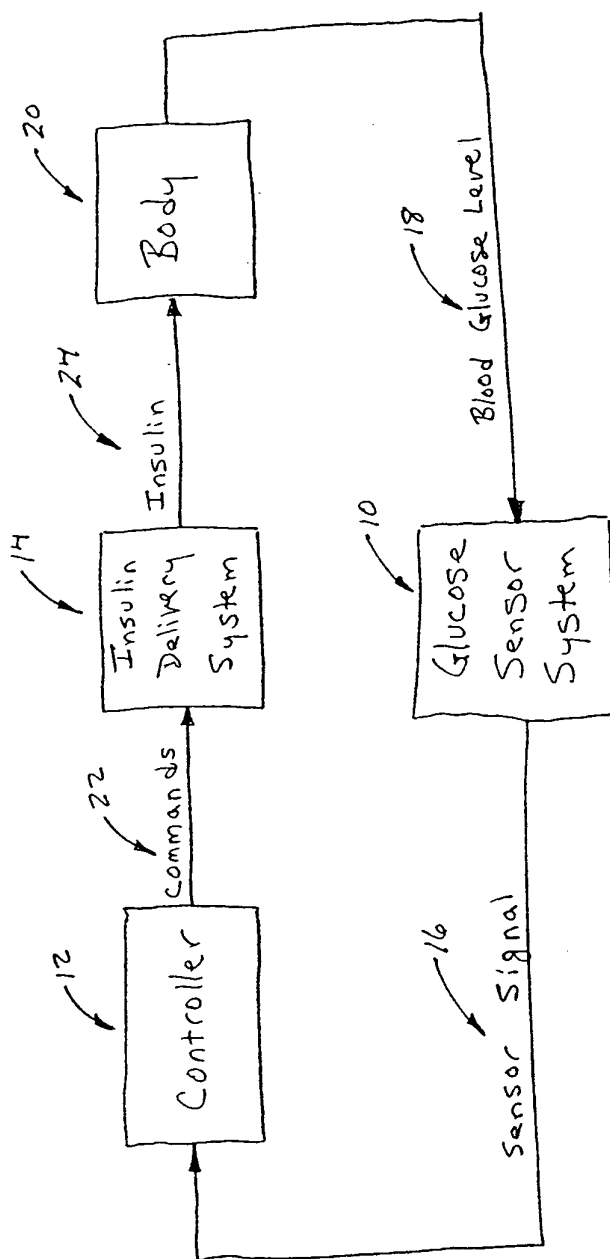 12
Controller
22
commands
14
Insulin
Delivery
System
24
Insulin
20
Body
16
Sensor Signal
10
Glucose
Sensor
System
18
Blood Glucose Level